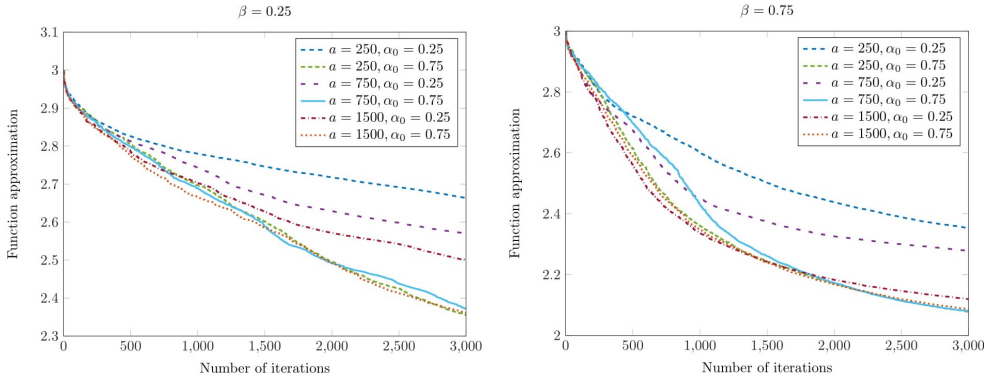 β = 0.25
Function approximation
3.1
3
2.9
2.8
2.7
2.6
2.5
2.4
2.3
a = 250, α₀ = 0.25
a = 250, α₀ = 0.75
a = 750, α₀ = 0.25
a = 750, α₀ = 0.75
a = 1500, α₀ = 0.25
a = 1500, α₀ = 0.75
0 500 1,000 1,500 2,000 2,500 3,000
Number of iterations
β = 0.75
Function approximation
3
2.8
2.6
2.4
2.2
2
a = 250, α₀ = 0.25
a = 250, α₀ = 0.75
a = 750, α₀ = 0.25
a = 750, α₀ = 0.75
a = 1500, α₀ = 0.25
a = 1500, α₀ = 0.75
0 500 1,000 1,500 2,000 2,500 3,000
Number of iterations